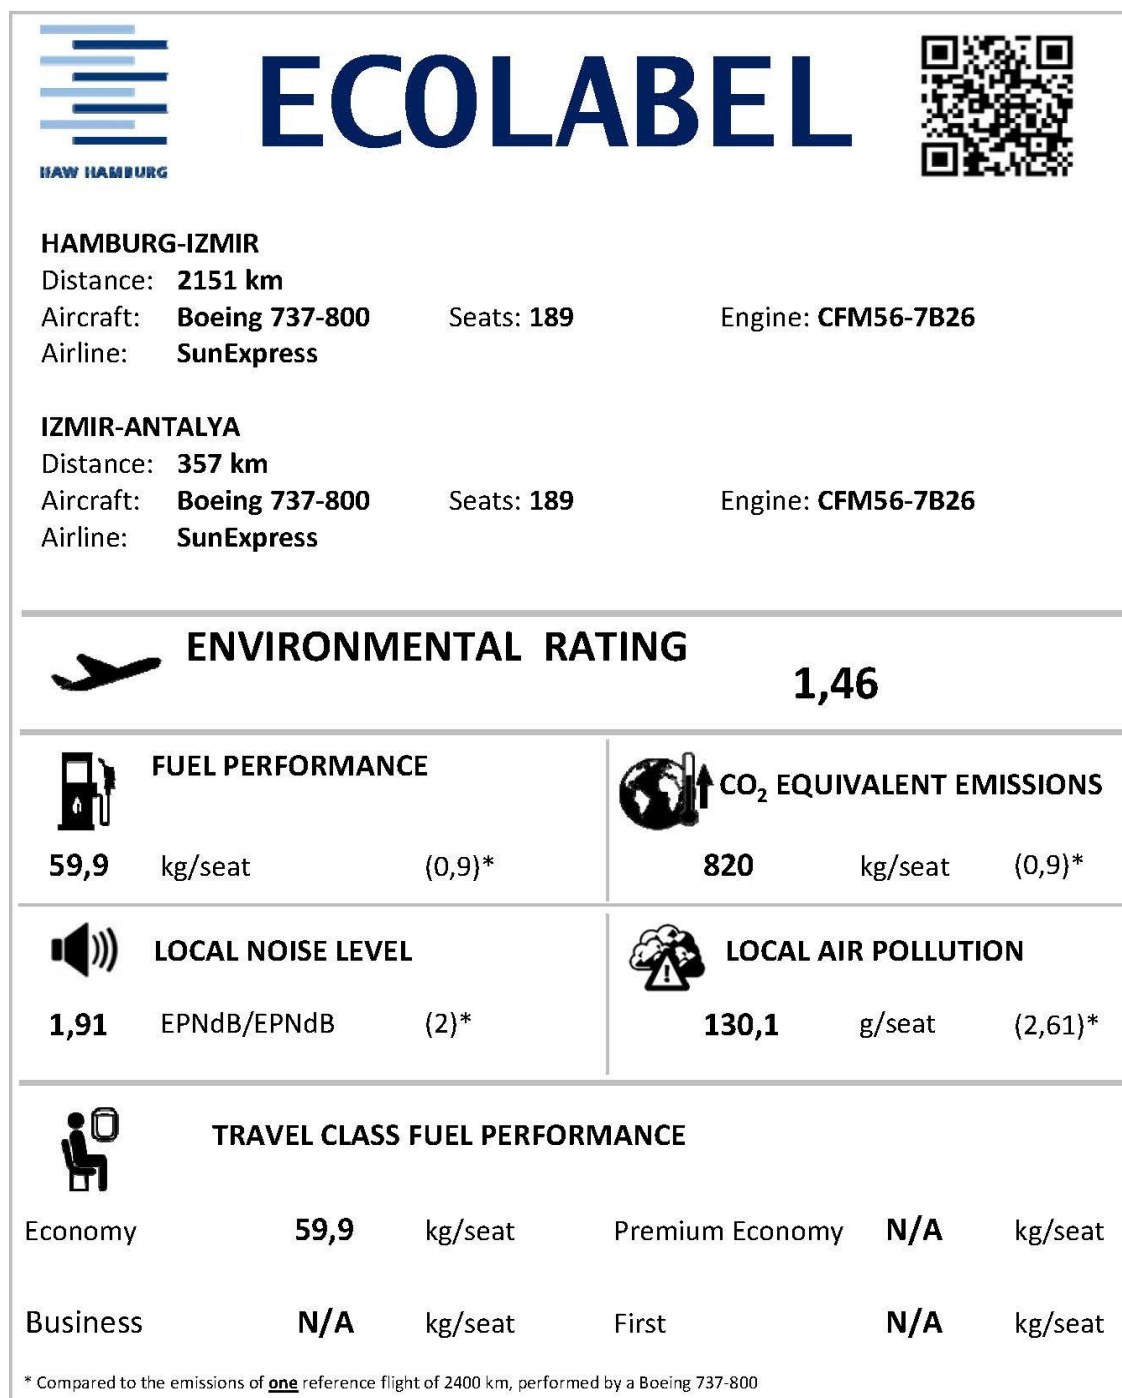 ECOLABEL
HAW HAMBURG
HAMBURG-IZMIR
Distance: 2151 km
Aircraft: Boeing 737-800 Seats: 189 Engine: CFM56-7B26
Airline: SunExpress
IZMIR-ANTALYA
Distance: 357 km
Aircraft: Boeing 737-800 Seats: 189 Engine: CFM56-7B26
Airline: SunExpress
ENVIRONMENTAL RATING
1,46
FUEL PERFORMANCE
59,9 kg/seat (0,9)*
CO₂ EQUIVALENT EMISSIONS
820 kg/seat (0,9)*
LOCAL NOISE LEVEL
1,91 EPNdB/EPNdB (2)*
LOCAL AIR POLLUTION
130,1 g/seat (2,61)*
TRAVEL CLASS FUEL PERFORMANCE
Economy 59,9 kg/seat Premium Economy N/A kg/seat
Business N/A kg/seat First N/A kg/seat
* Compared to the emissions of one reference flight of 2400 km, performed by a Boeing 737-800